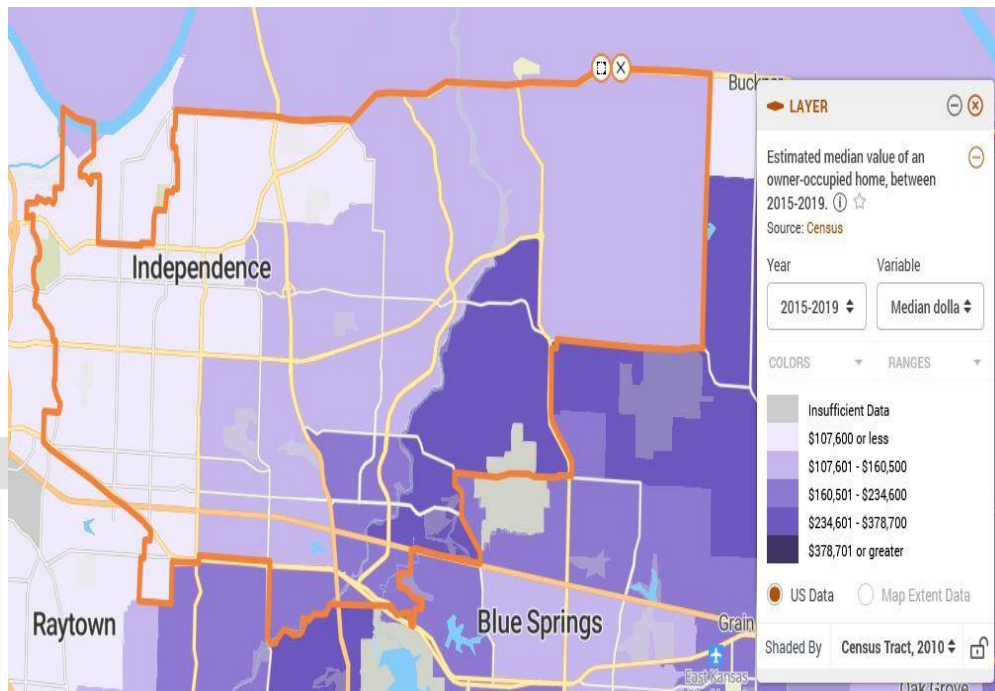 Buckner
LAYER
Estimated median value of an
owner-occupied home, between
2015-2019.
Source: Census
Year
Variable
2015-2019
Median dolla
COLORS
RANGES
Insufficient Data
$107,600 or less
$107,601 - $160,500
$160,501 - $234,600
$234,601 - $378,700
$378,701 or greater
US Data
Map Extent Data
Shaded By
Census Tract, 2010
Independence
Raytown
Blue Springs
Grain
East Kansas
Oak Grove